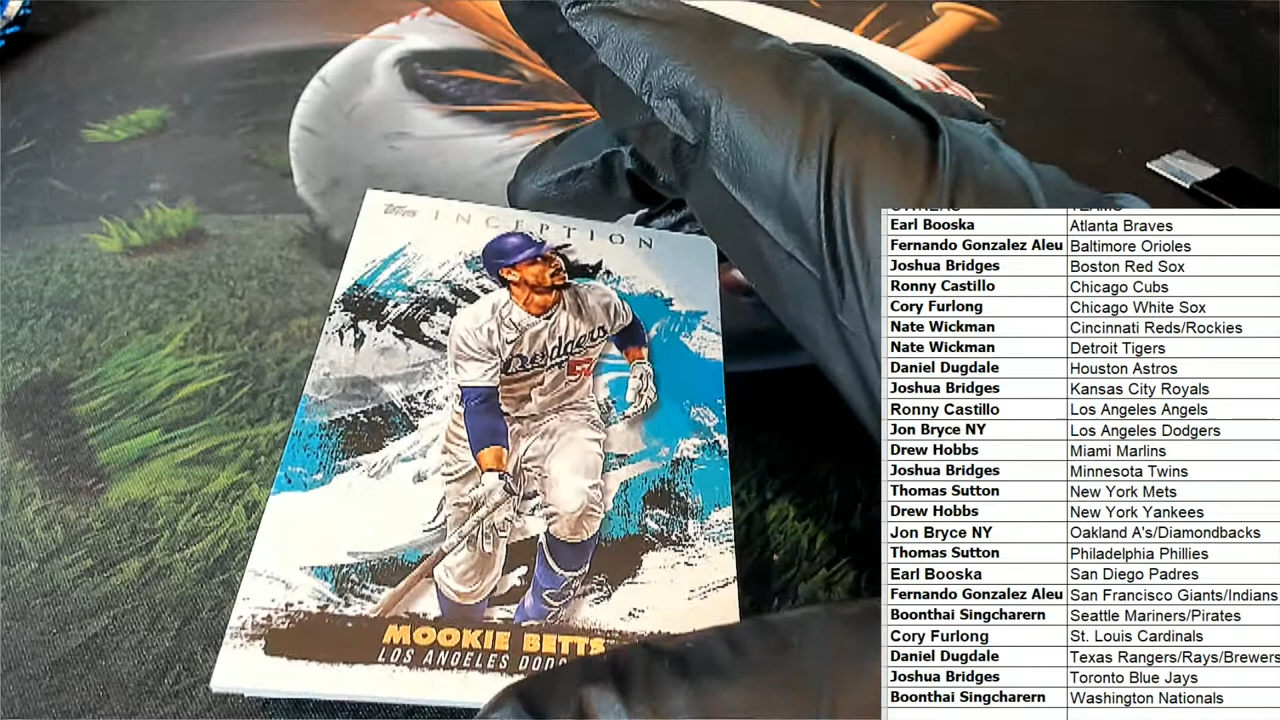 Topps INCEPTION
Dodgers
MOOKIE BETTS
LOS ANGELES
Earl Booska Atlanta Braves
Fernando Gonzalez Aleu Baltimore Orioles
Joshua Bridges Boston Red Sox
Ronny Castillo Chicago Cubs
Cory Furlong Chicago White Sox
Nate Wickman Cincinnati Reds/Rockies
Nate Wickman Detroit Tigers
Daniel Dugdale Houston Astros
Joshua Bridges Kansas City Royals
Ronny Castillo Los Angeles Angels
Jon Bryce NY Los Angeles Dodgers
Drew Hobbs Miami Marlins
Joshua Bridges Minnesota Twins
Thomas Sutton New York Mets
Drew Hobbs New York Yankees
Jon Bryce NY Oakland A's/Diamondbacks
Thomas Sutton Philadelphia Phillies
Earl Booska San Diego Padres
Fernando Gonzalez Aleu San Francisco Giants/Indians
Boonthai Singcharern Seattle Mariners/Pirates
Cory Furlong St. Louis Cardinals
Daniel Dugdale Texas Rangers/Rays/Brewers
Joshua Bridges Toronto Blue Jays
Boonthai Singcharern Washington Nationals